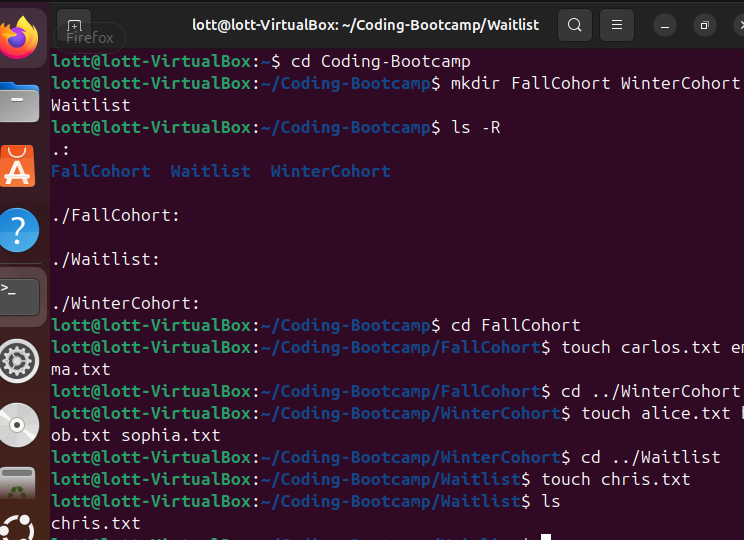 lott@lott-VirtualBox: ~/Coding-Bootcamp/Waitlist
Firefox
lott@lott-VirtualBox:~$ cd Coding-Bootcamp
lott@lott-VirtualBox:~/Coding-Bootcamp$ mkdir FallCohort WinterCohort
Waitlist
lott@lott-VirtualBox:~/Coding-Bootcamp$ ls -R
.:
FallCohort  Waitlist  WinterCohort
./FallCohort:
./Waitlist:
./WinterCohort:
lott@lott-VirtualBox:~/Coding-Bootcamp$ cd FallCohort
lott@lott-VirtualBox:~/Coding-Bootcamp/FallCohort$ touch carlos.txt em
ma.txt
lott@lott-VirtualBox:~/Coding-Bootcamp/FallCohort$ cd ../WinterCohort
lott@lott-VirtualBox:~/Coding-Bootcamp/WinterCohort$ touch alice.txt b
ob.txt sophia.txt
lott@lott-VirtualBox:~/Coding-Bootcamp/WinterCohort$ cd ../Waitlist
lott@lott-VirtualBox:~/Coding-Bootcamp/Waitlist$ touch chris.txt
lott@lott-VirtualBox:~/Coding-Bootcamp/Waitlist$ ls
chris.txt